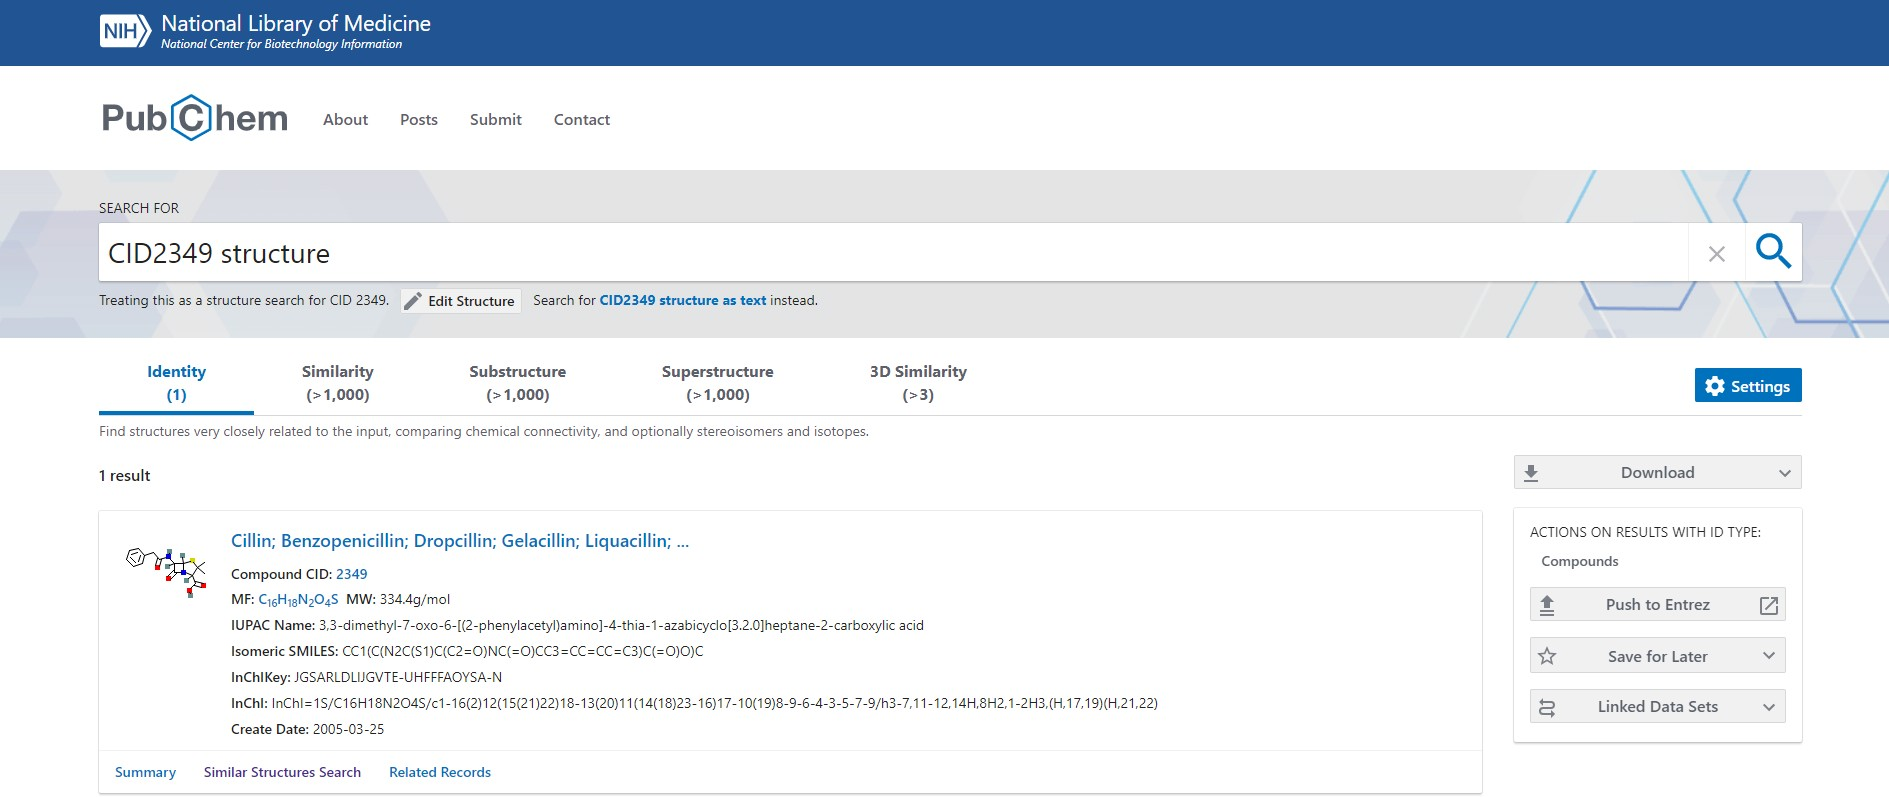 NIH National Library of Medicine
National Center for Biotechnology Information
PubChem About Posts Submit Contact
SEARCH FOR
CID2349 structure
Treating this as a structure search for CID 2349. Edit Structure Search for CID2349 structure as text instead.
Identity Similarity Substructure Superstructure 3D Similarity
(1) (>1,000) (>1,000) (>1,000) (>3)
Settings
Find structures very closely related to the input, comparing chemical connectivity, and optionally stereoisomers and isotopes.
1 result
Download
Cillin; Benzopenicillin; Dropcillin; Gelacillin; Liquacillin; ...
Compound CID: 2349
MF: C₁₆H₁₈N₂O₄S MW: 334.4g/mol
IUPAC Name: 3,3-dimethyl-7-oxo-6-[(2-phenylacetyl)amino]-4-thia-1-azabicyclo[3.2.0]heptane-2-carboxylic acid
Isomeric SMILES: CC1(C(N2C(S1)C(C2=O)NC(=O)CC3=CC=CC=C3)C(=O)O)C
InChIKey: JGSARLDLIJGVTE-UHFFFAOYSA-N
InChI: InChI=1S/C16H18N2O4S/c1-16(2)12(15(21)22)18-13(20)11(14(18)23-16)17-10(19)8-9-6-4-3-5-7-9/h3-7,11-12,14H,8H2,1-2H3,(H,17,19)(H,21,22)
Create Date: 2005-03-25
Summary Similar Structures Search Related Records
ACTIONS ON RESULTS WITH ID TYPE:
Compounds
Push to Entrez
Save for Later
Linked Data Sets